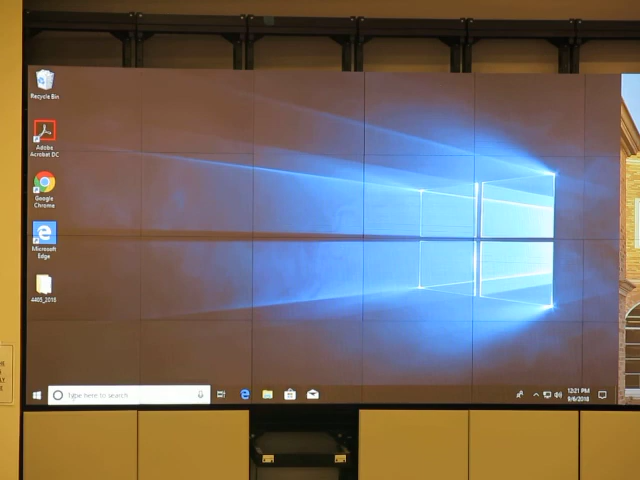 Recycle Bin
Adobe
Acrobat DC
Google
Chrome
Microsoft
Edge
4405_2016
Type here to search
12:21 PM
9/6/2018